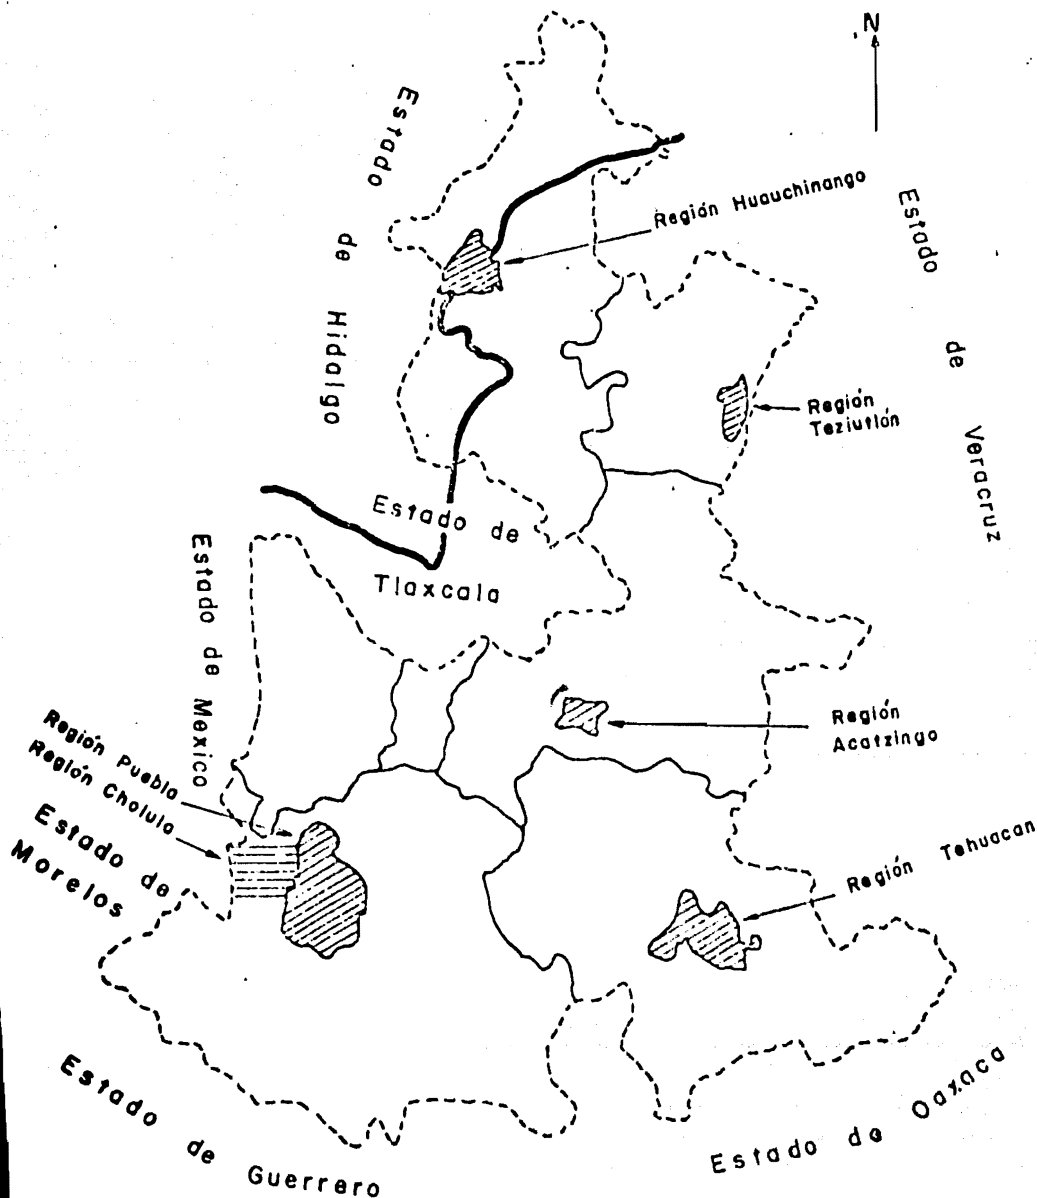 N
Estado de Hidalgo
Región Huauchinango
Estado de Veracruz
Región
Teziutlón
Estado de
Tlaxcala
Estado de Mexico
Región
Acatzingo
Región Puebla
Región Cholula
Estado de
Morelos
Región Tehuacan
Estado de Guerrero
Estado de Oaxaca